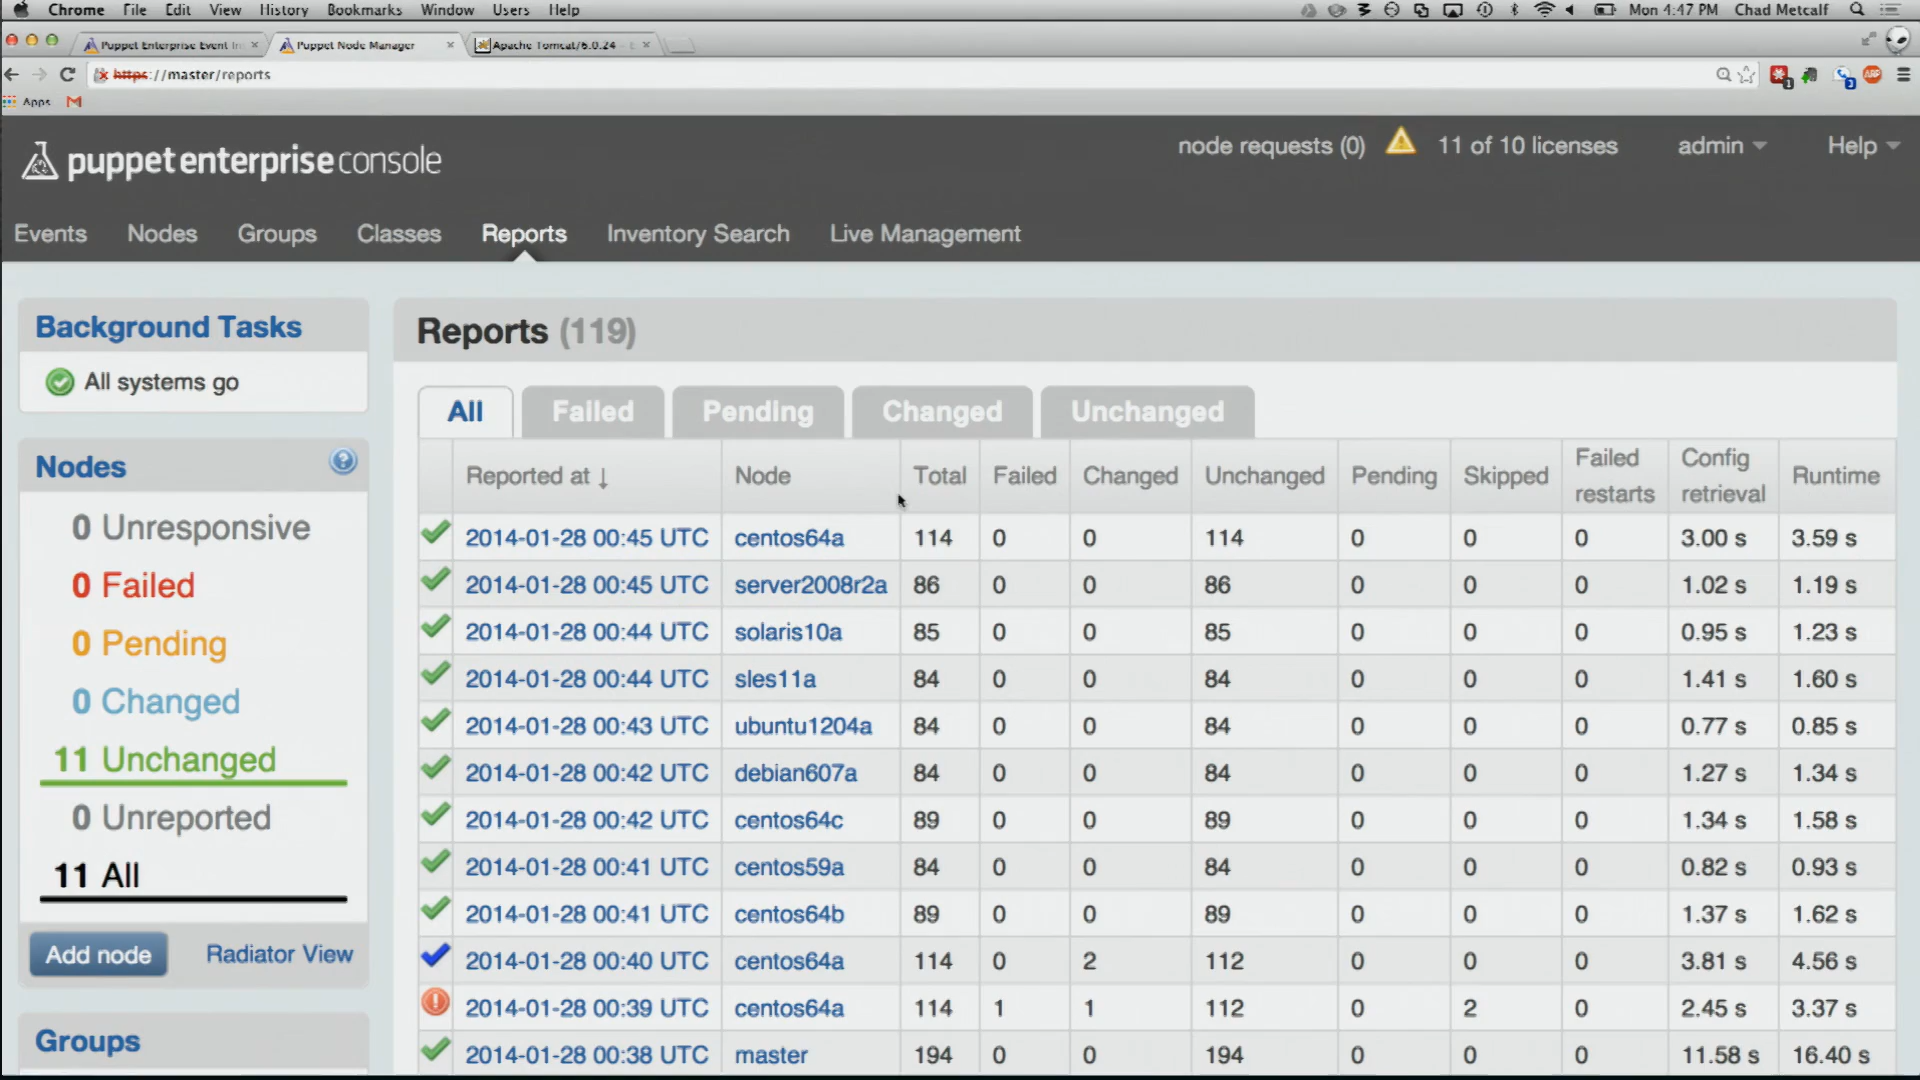 Chrome File Edit View History Bookmarks Window Users Help Mon 4:47 PM Chad Metcalf
Puppet Enterprise Event In Puppet Node Manager Apache Tomcat/6.0.24 -
https://master/reports
Apps
puppet enterprise console
node requests (0) 11 of 10 licenses admin Help
Events Nodes Groups Classes Reports Inventory Search Live Management
Background Tasks
All systems go
Nodes
0 Unresponsive
0 Failed
0 Pending
0 Changed
11 Unchanged
0 Unreported
11 All
Add node Radiator View
Groups
Reports (119)
All Failed Pending Changed Unchanged
Reported at ↓ Node Total Failed Changed Unchanged Pending Skipped Failed restarts Config retrieval Runtime
2014-01-28 00:45 UTC centos64a 114 0 0 114 0 0 0 3.00 s 3.59 s
2014-01-28 00:45 UTC server2008r2a 86 0 0 86 0 0 0 1.02 s 1.19 s
2014-01-28 00:44 UTC solaris10a 85 0 0 85 0 0 0 0.95 s 1.23 s
2014-01-28 00:44 UTC sles11a 84 0 0 84 0 0 0 1.41 s 1.60 s
2014-01-28 00:43 UTC ubuntu1204a 84 0 0 84 0 0 0 0.77 s 0.85 s
2014-01-28 00:42 UTC debian607a 84 0 0 84 0 0 0 1.27 s 1.34 s
2014-01-28 00:42 UTC centos64c 89 0 0 89 0 0 0 1.34 s 1.58 s
2014-01-28 00:41 UTC centos59a 84 0 0 84 0 0 0 0.82 s 0.93 s
2014-01-28 00:41 UTC centos64b 89 0 0 89 0 0 0 1.37 s 1.62 s
2014-01-28 00:40 UTC centos64a 114 0 2 112 0 0 0 3.81 s 4.56 s
2014-01-28 00:39 UTC centos64a 114 1 1 112 0 2 0 2.45 s 3.37 s
2014-01-28 00:38 UTC master 194 0 0 194 0 0 0 11.58 s 16.40 s